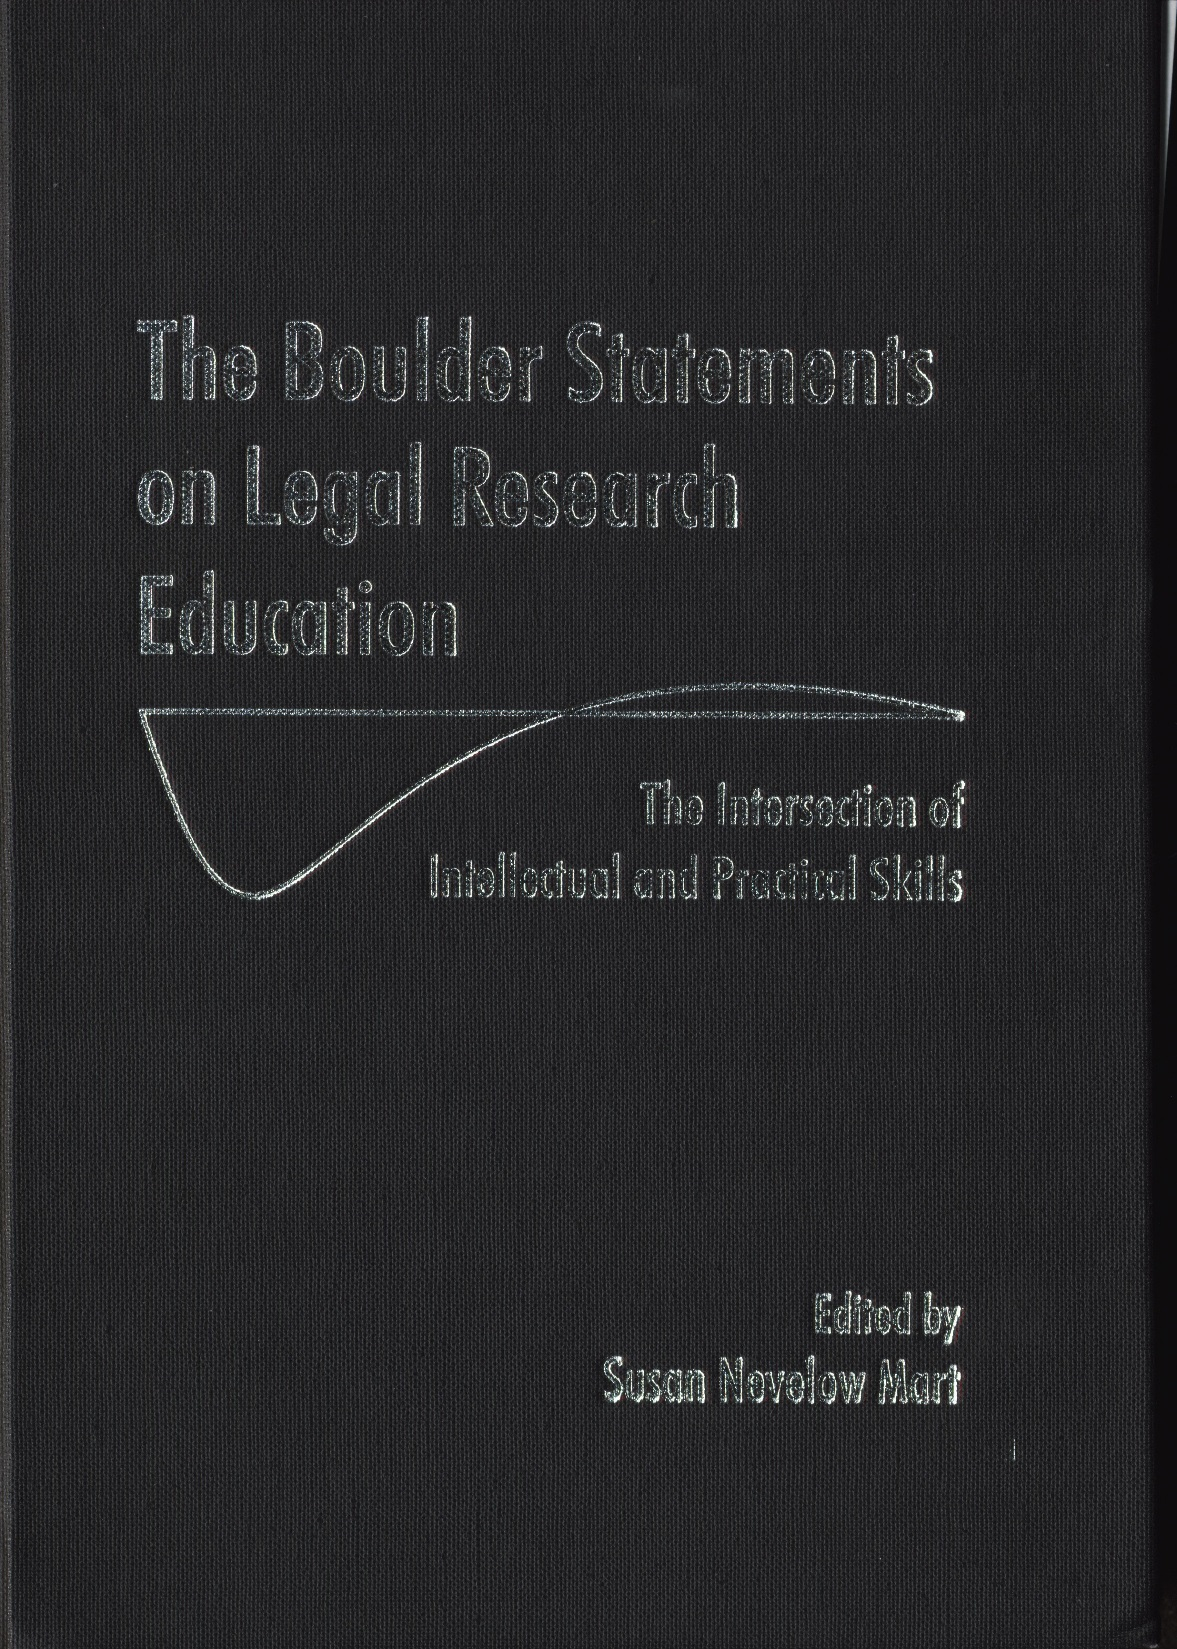 The Boulder Statements
on Legal Research
Education
The Intersection of
Intellectual and Practical Skills
Edited by
Susan Nevelow Mart